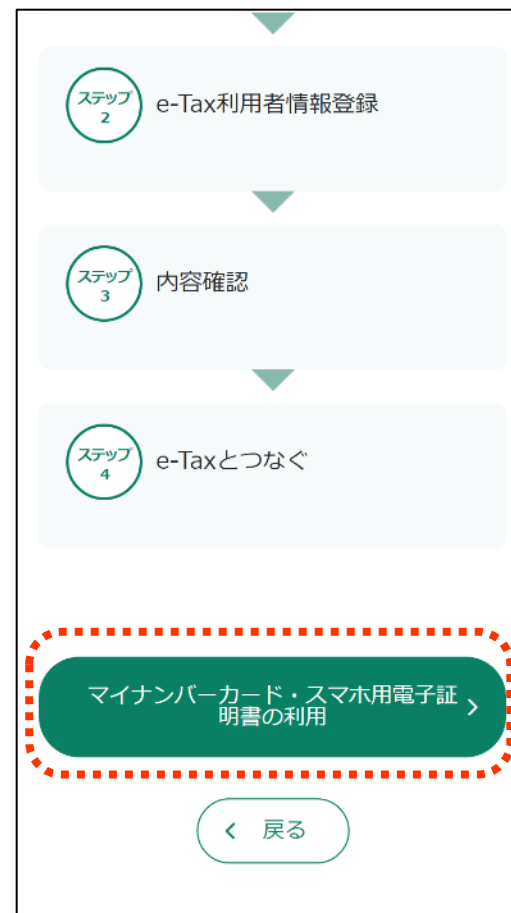 ステップ
2
e-Tax利用者情報登録
ステップ
3
内容確認
ステップ
4
e-Taxとつなぐ
マイナンバーカード・スマホ用電子証
明書の利用
戻る